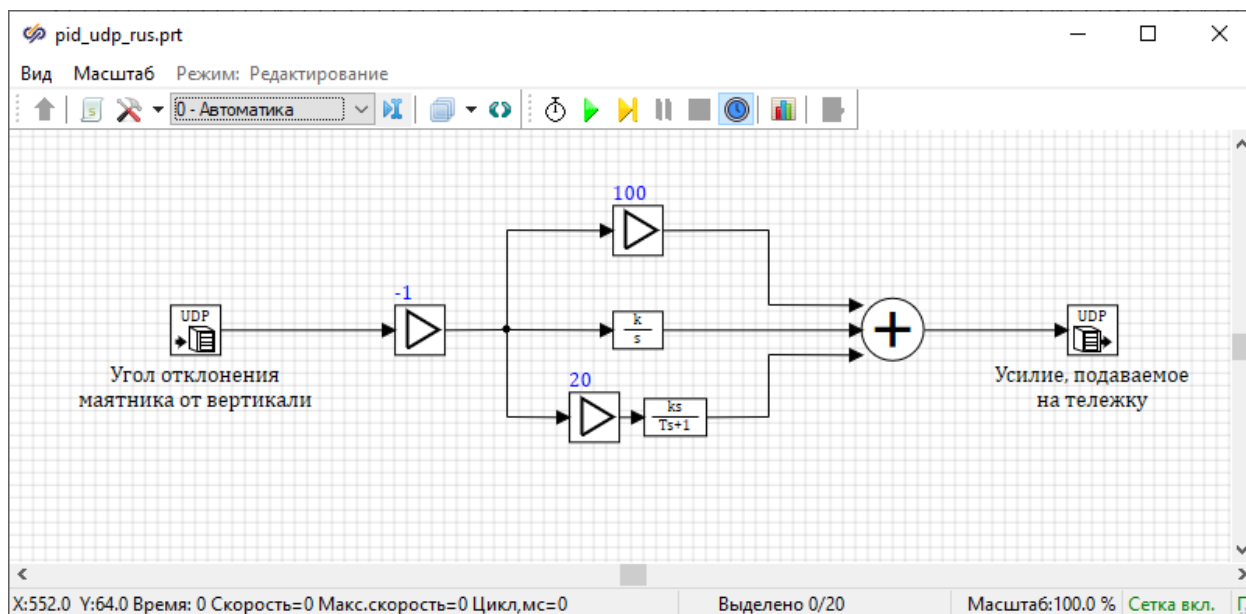 pid_udp_rus.prt
Вид Масштаб Режим: Редактирование
0 - Автоматика
100
-1
UDP
k
s
UDP
Угол отклонения
маятника от вертикали
20
ks
Ts+1
Усилие, подаваемое
на тележку
X:552.0 Y:64.0 Время: 0 Скорость=0 Макс.скорость=0 Цикл,мс=0 Выделено 0/20 Масштаб:100.0 % Сетка вкл.